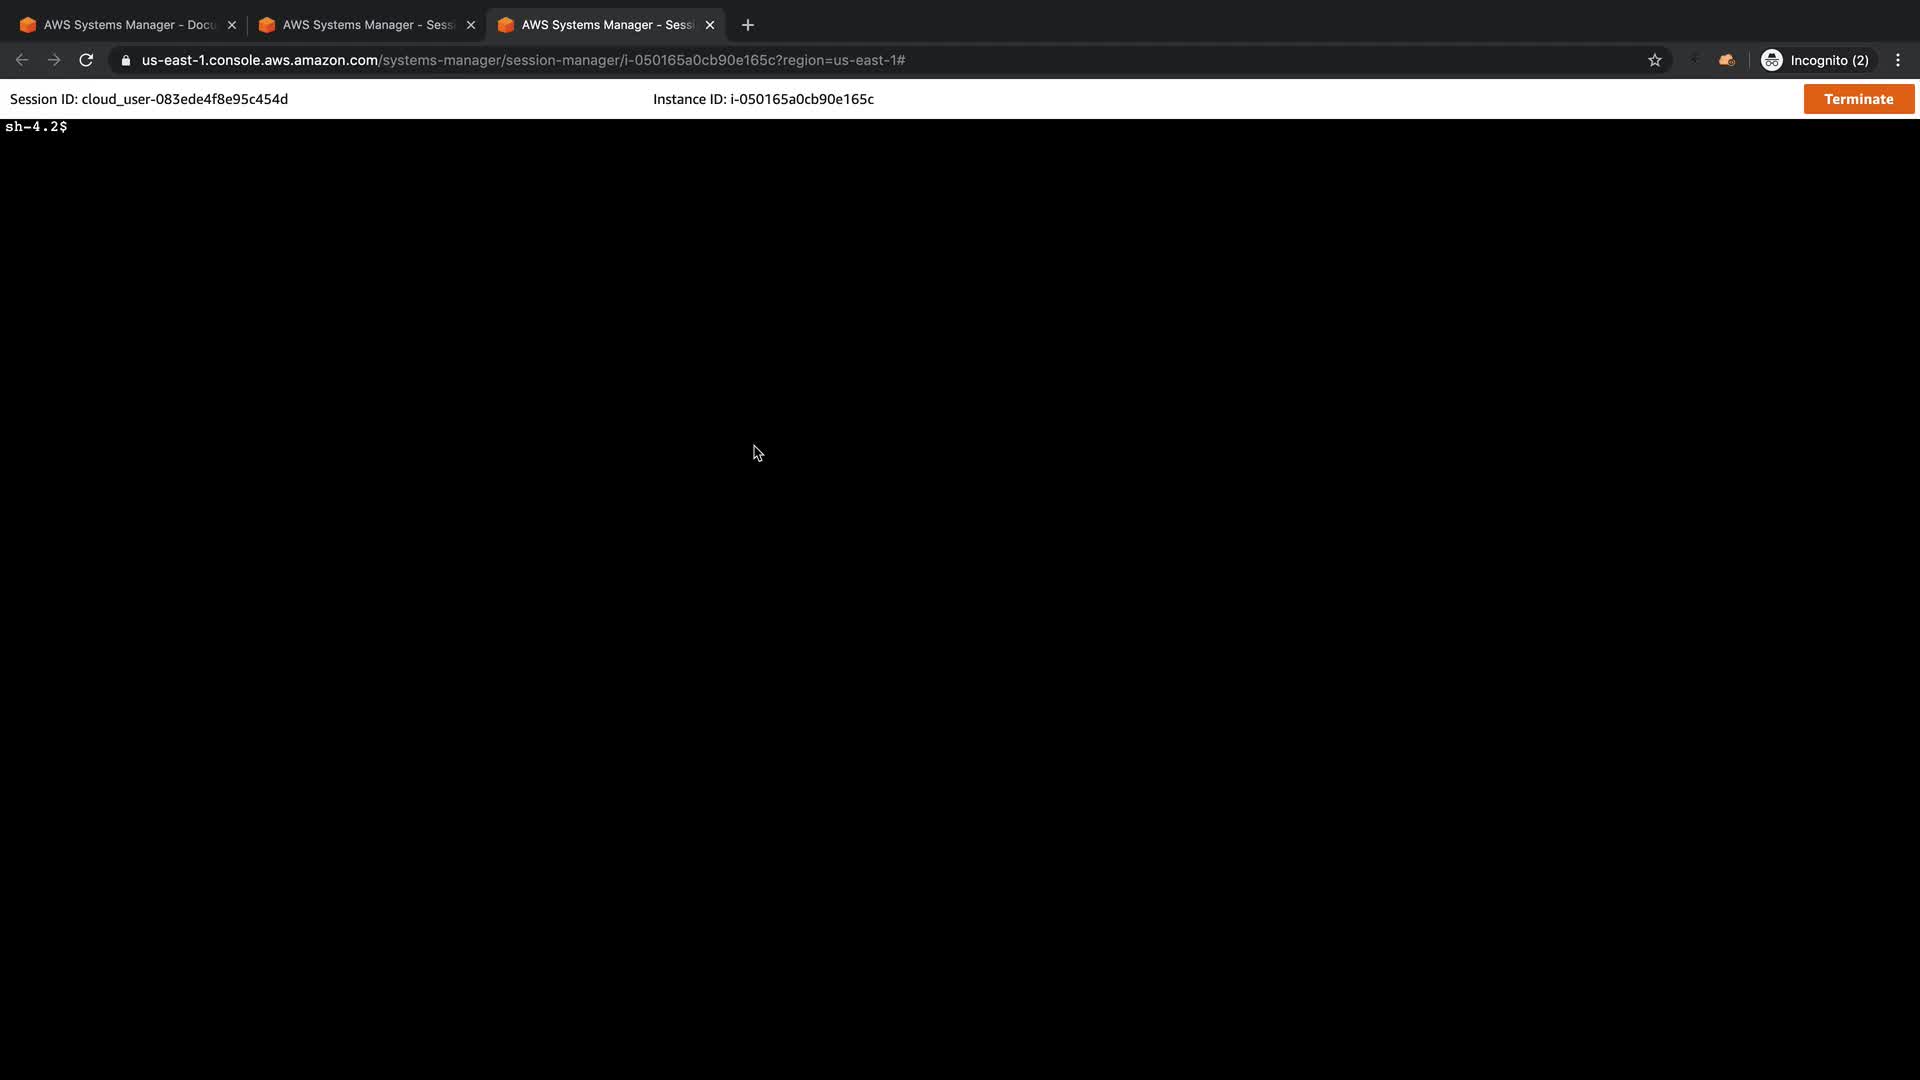 AWS Systems Manager - Docu
AWS Systems Manager - Sess
AWS Systems Manager - Sess
us-east-1.console.aws.amazon.com/systems-manager/session-manager/i-050165a0cb90e165c?region=us-east-1#
Incognito (2)
Session ID: cloud_user-083ede4f8e95c454d
Instance ID: i-050165a0cb90e165c
Terminate
sh-4.2$